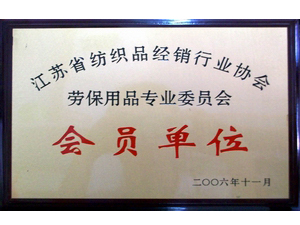 江苏省纺织品经销行业协会
劳保用品专业委员会
会员单位
二〇〇六年十一月